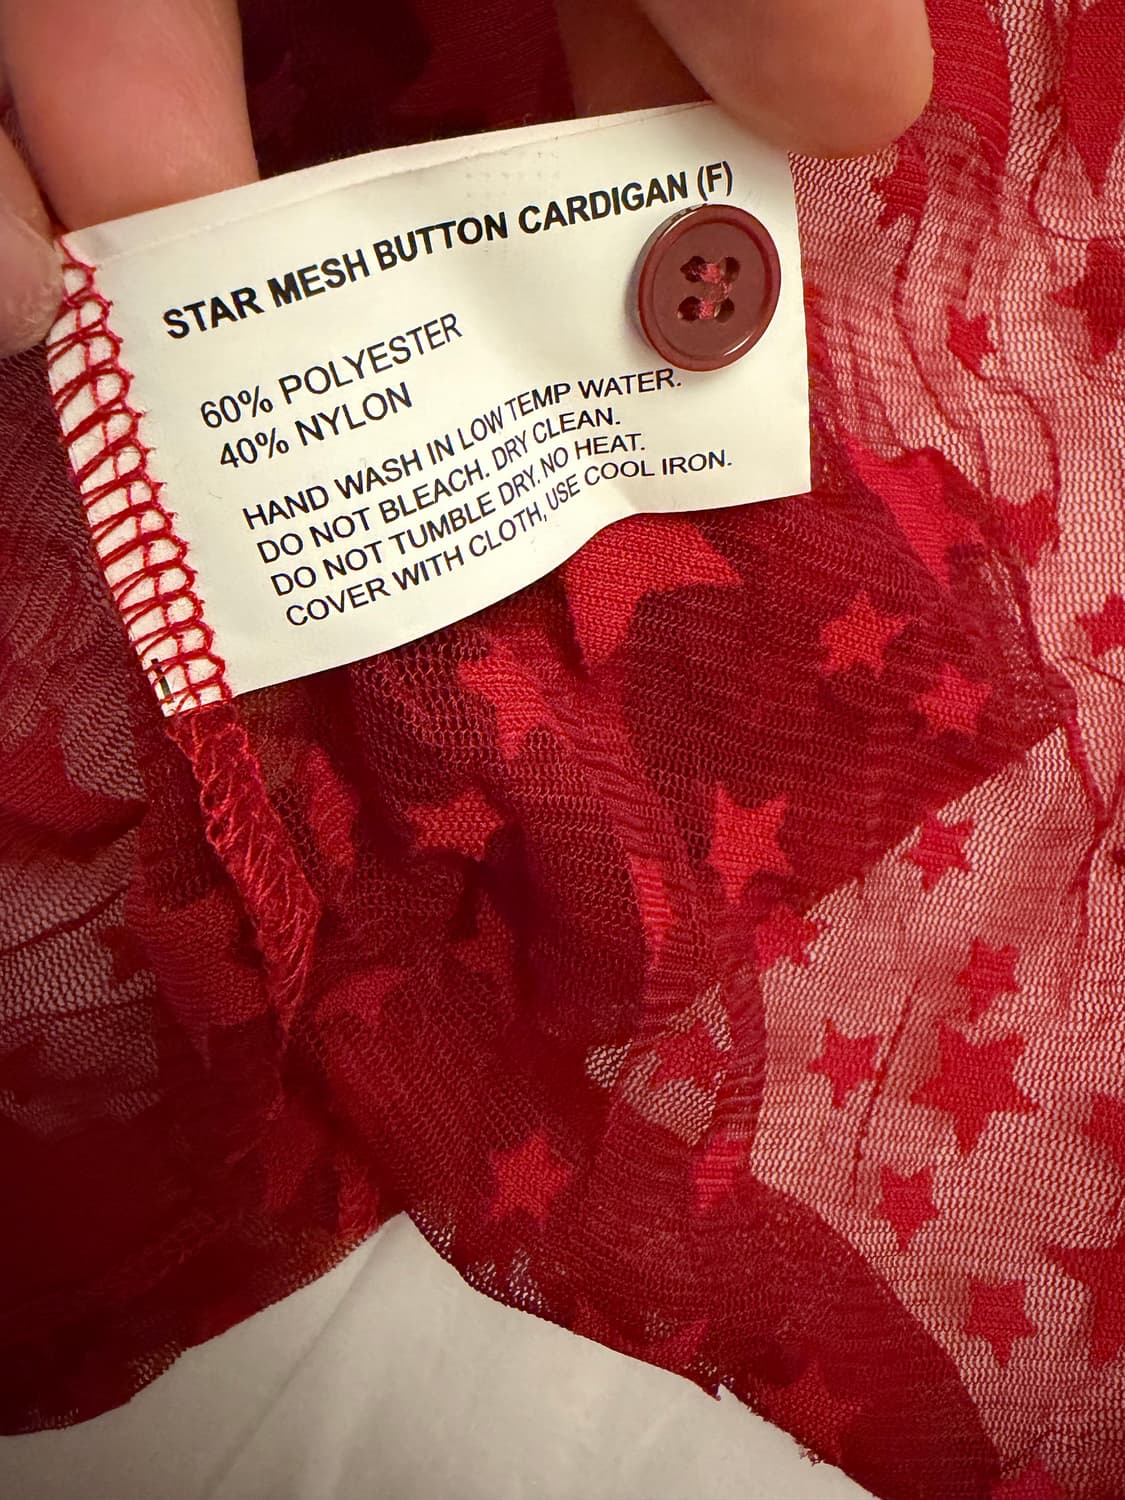 STAR MESH BUTTON CARDIGAN (F)
60% POLYESTER
40% NYLON
HAND WASH IN LOW TEMP WATER.
DO NOT BLEACH. DRY CLEAN.
DO NOT TUMBLE DRY. NO HEAT.
COVER WITH CLOTH, USE COOL IRON.